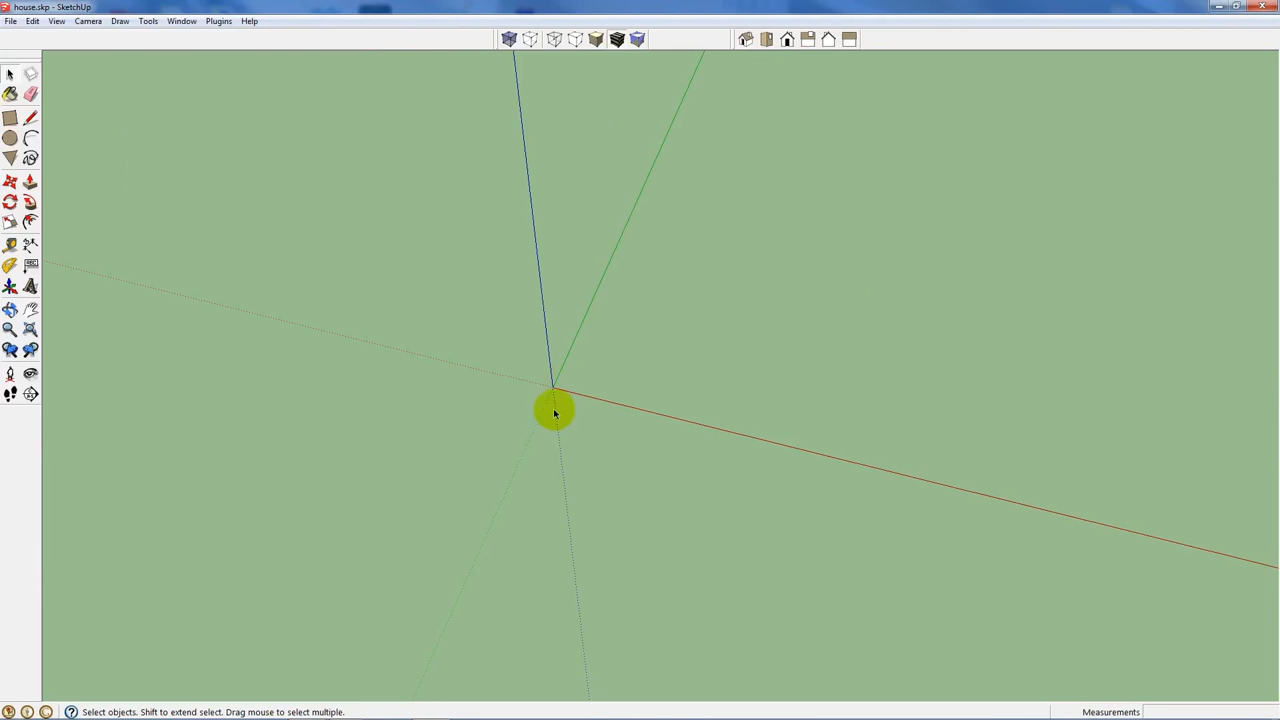 house.skp - SketchUp
File Edit View Camera Draw Tools Window Plugins Help
Select objects. Shift to extend select. Drag mouse to select multiple.
Measurements